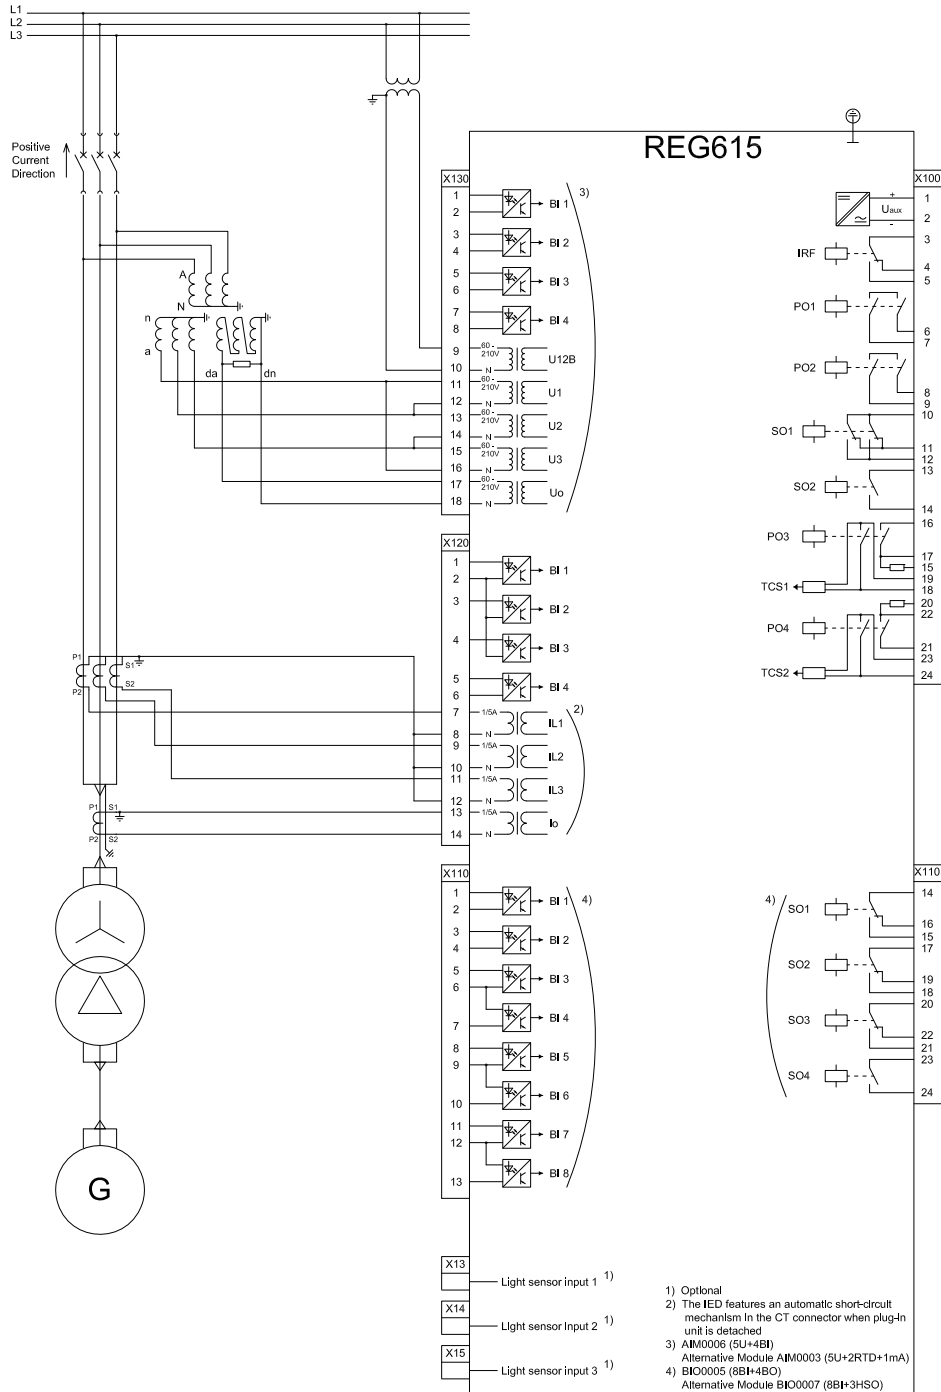 L1
L2
L3
Positive
Current
Direction
REG615
A
N
n
a
da
dn
X130
1
2
3
4
5
6
7
8
9
10
11
12
13
14
15
16
17
18
BI 1
BI 2
BI 3
BI 4
3)
60 -
210V
N
U12B
60 -
210V
N
U1
60 -
210V
N
U2
60 -
210V
N
U3
60 -
210V
N
Uo
X120
1
2
3
4
5
6
7
8
9
10
11
12
13
14
BI 1
BI 2
BI 3
BI 4
2)
1/5A
N
IL1
1/5A
N
IL2
1/5A
N
IL3
1/5A
N
Io
P1
P2
S1
S2
P1
P2
S1
S2
X110
1
2
3
4
5
6
7
8
9
10
11
12
13
BI 1
BI 2
BI 3
BI 4
BI 5
BI 6
BI 7
BI 8
4)
G
X13
Light sensor input 1 1)
X14
Light sensor input 2 1)
X15
Light sensor input 3 1)
X100
+
Uaux
-
1
2
IRF
3
4
5
PO1
6
7
PO2
8
9
SO1
10
11
12
SO2
13
14
PO3
16
17
15
19
18
TCS1
PO4
20
22
21
23
24
TCS2
X110
4)
SO1
14
16
15
SO2
17
19
18
SO3
20
22
21
SO4
23
24
1) Optional
2) The IED features an automatic short-circuit
mechanism in the CT connector when plug-in
unit is detached
3) AIM0006 (5U+4BI)
Alternative Module AIM0003 (5U+2RTD+1mA)
4) BIO0005 (8BI+4BO)
Alternative Module BIO0007 (8BI+3HSO)